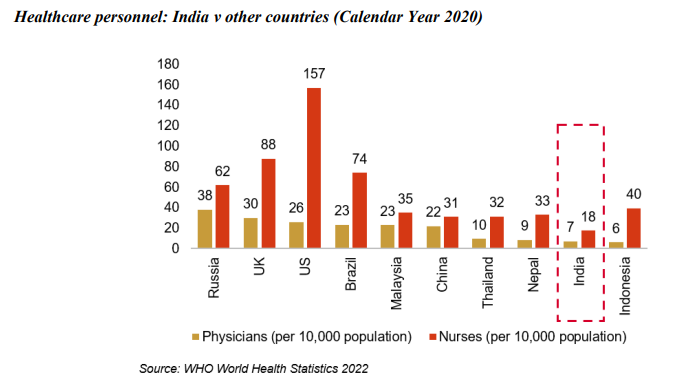 Healthcare personnel: India v other countries (Calendar Year 2020)
180
160
140
120
100
80
60
40
20
0
38 62
30 88
26 157
23 74
23 35
22 31
10 32
9 33
7 18
6 40
Russia
UK
US
Brazil
Malaysia
China
Thailand
Nepal
India
Indonesia
Physicians (per 10,000 population) Nurses (per 10,000 population)
Source: WHO World Health Statistics 2022